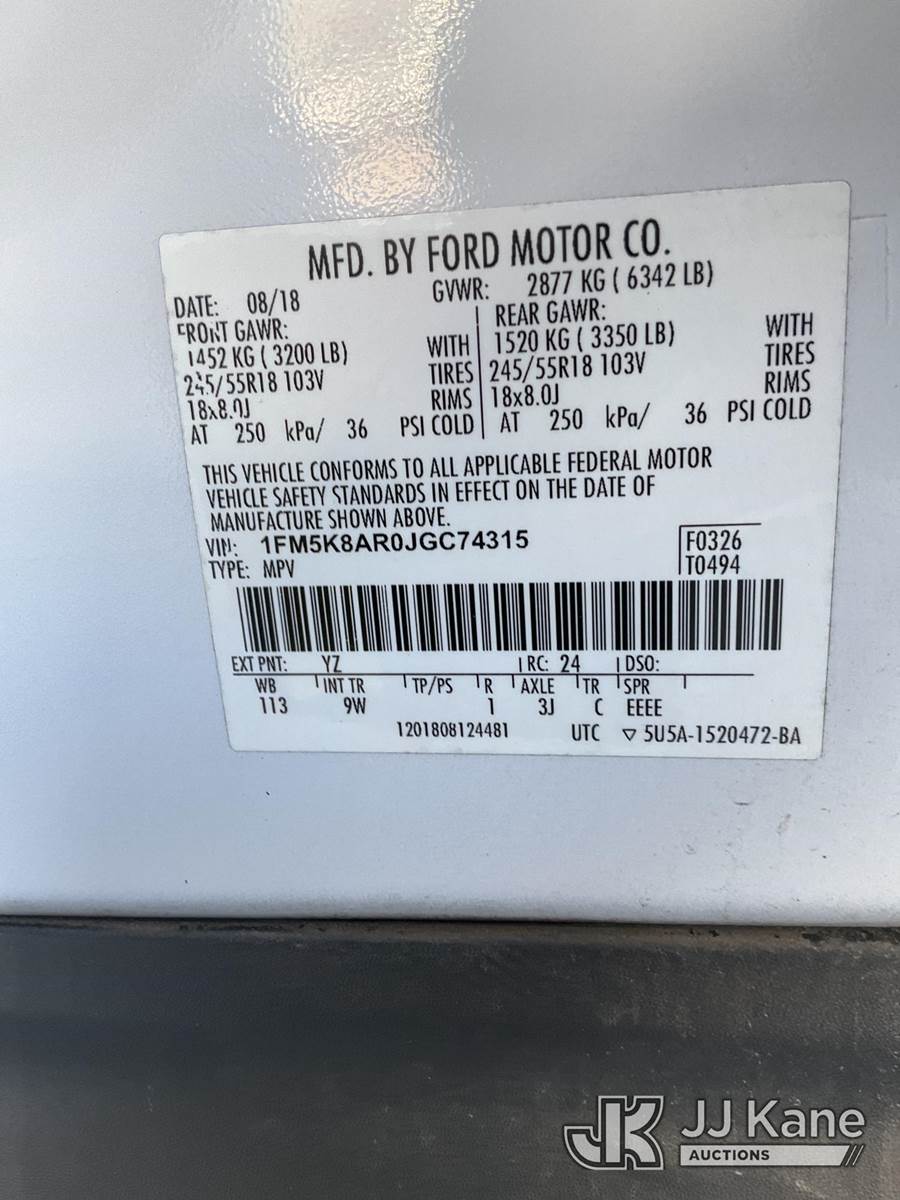 MFD. BY FORD MOTOR CO.
DATE: 08/18 GVWR: 2877 KG ( 6342 LB)
FRONT GAWR: REAR GAWR:
1452 KG ( 3200 LB) WITH 1520 KG ( 3350 LB) WITH
245/55R18 103V TIRES 245/55R18 103V TIRES
18x8.0J RIMS 18x8.0J RIMS
AT 250 kPa/ 36 PSI COLD AT 250 kPa/ 36 PSI COLD
THIS VEHICLE CONFORMS TO ALL APPLICABLE FEDERAL MOTOR
VEHICLE SAFETY STANDARDS IN EFFECT ON THE DATE OF
MANUFACTURE SHOWN ABOVE.
VIN: 1FM5K8AR0JGC74315 F0326
TYPE: MPV T0494
EXT PNT: YZ RC: 24 DSO:
WB INT TR TP/PS R AXLE TR SPR
113 9W 1 3J C EEEE
1201808124481 UTC ▽ 5U5A-1520472-BA
JK JJ Kane
AUCTIONS